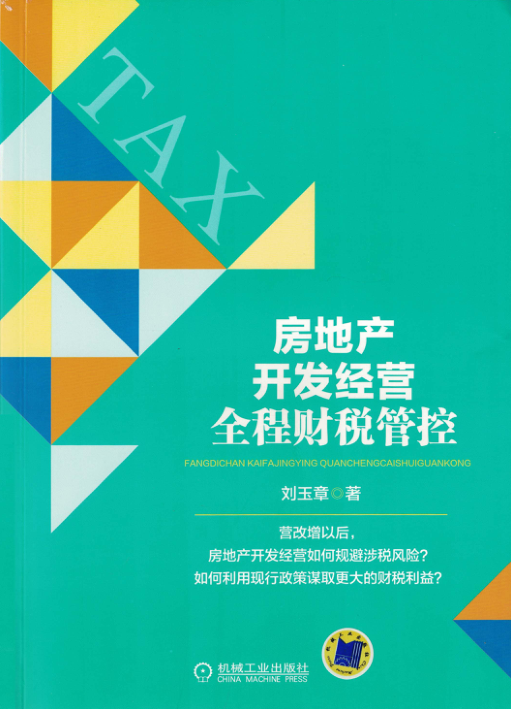 TAX
房地产
开发经营
全程财税管控
FANGDICHAN KAIFAJINGYING QUANCHENGCAISHUIGUANKONG
刘玉章◎著
营改增以后，
房地产开发经营如何规避涉税风险？
如何利用现行政策谋取更大的财税利益？
机械工业出版社
CHINA MACHINE PRESS